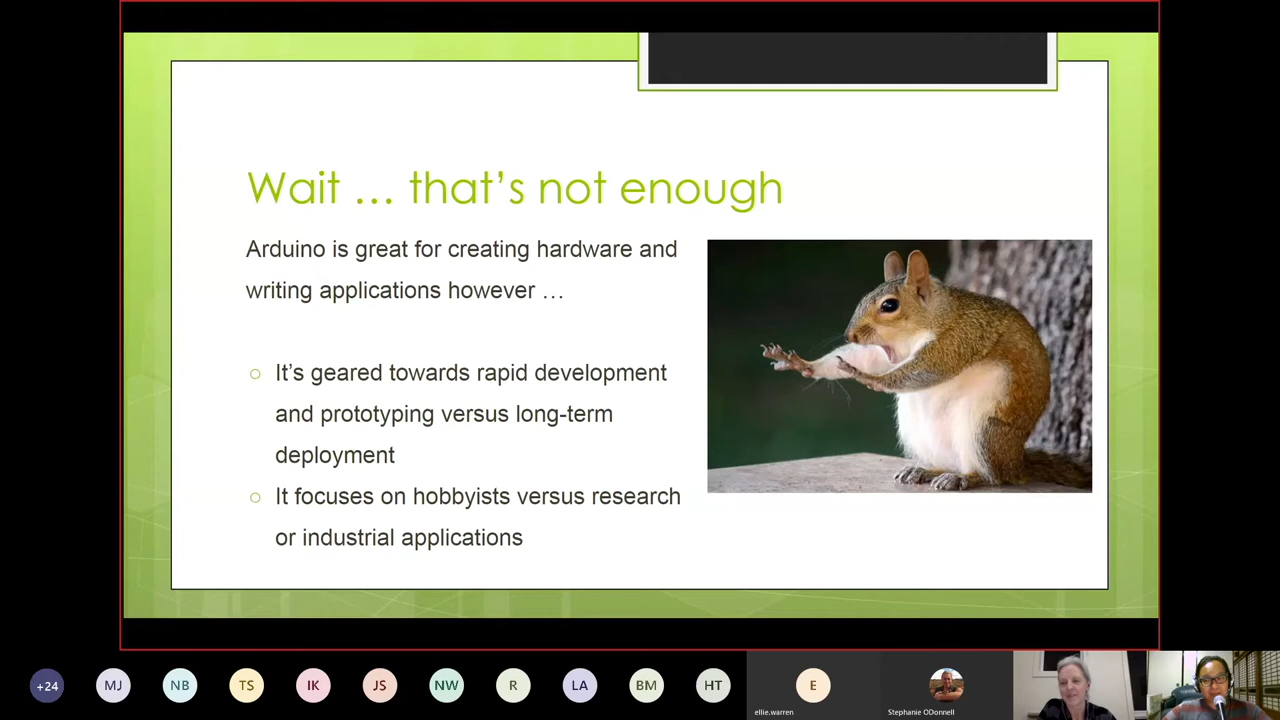 Wait … that's not enough
Arduino is great for creating hardware and
writing applications however …
It's geared towards rapid development
and prototyping versus long-term
deployment
It focuses on hobbyists versus research
or industrial applications
+24
MJ
NB
TS
IK
JS
NW
R
LA
BM
HT
E
ellie.warren
Stephanie ODonnell